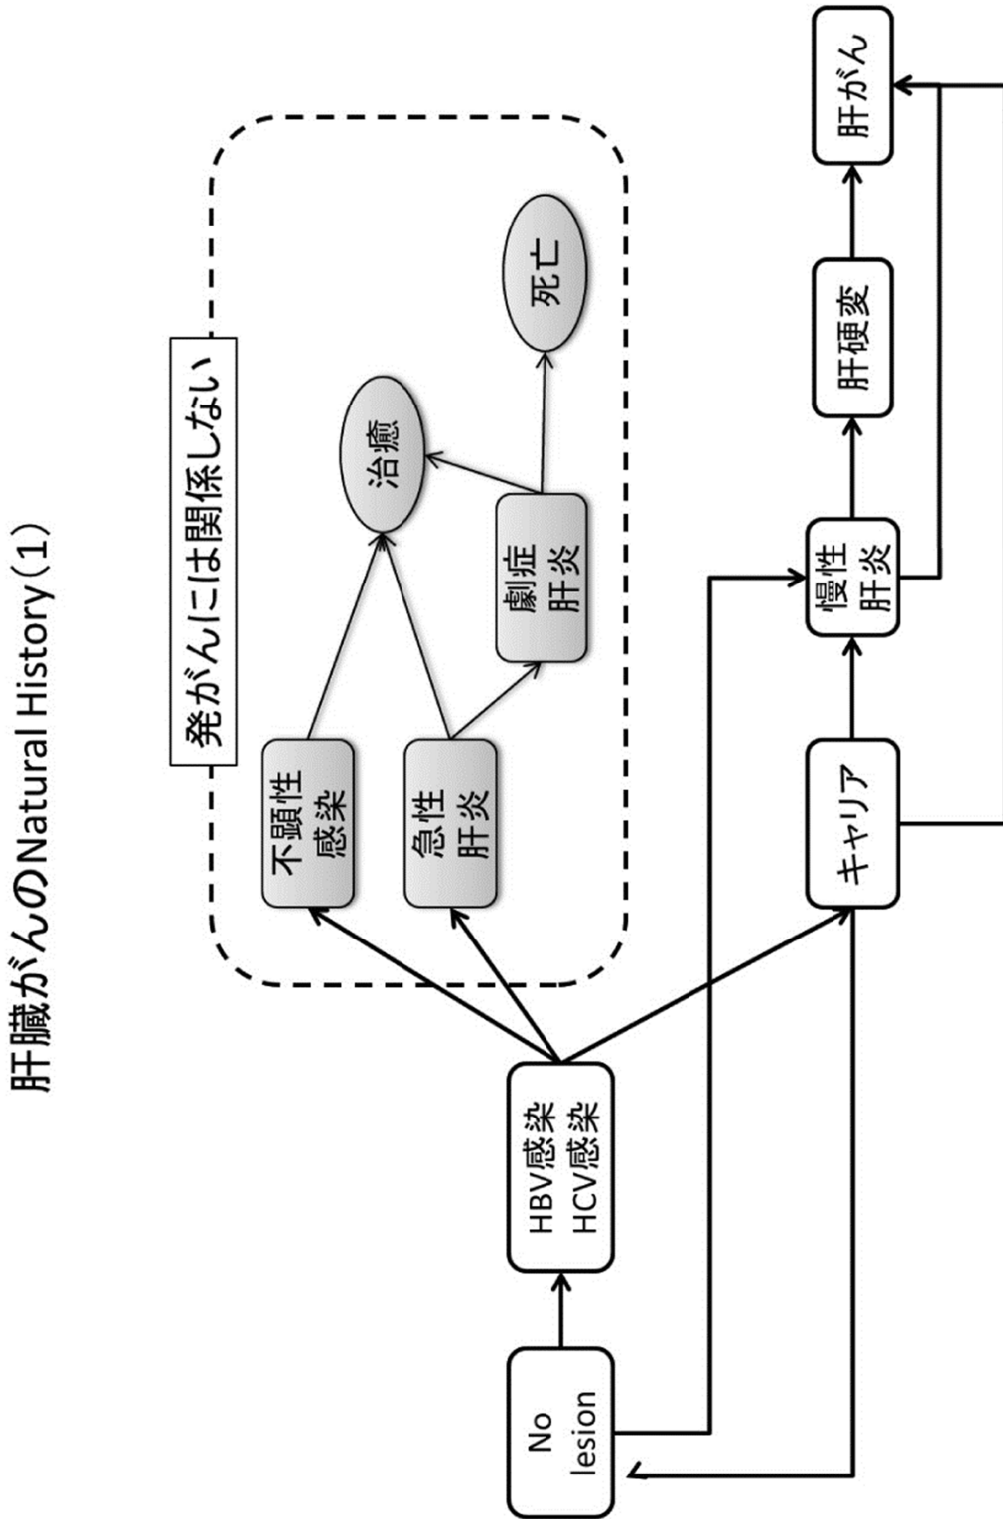 肝臓がんのNatural History(1)
発がんには関係しない
不顕性
感染
治癒
急性
肝炎
劇症
肝炎
死亡
HBV感染
HCV感染
No
lesion
キャリア
慢性
肝炎
肝硬変
肝がん